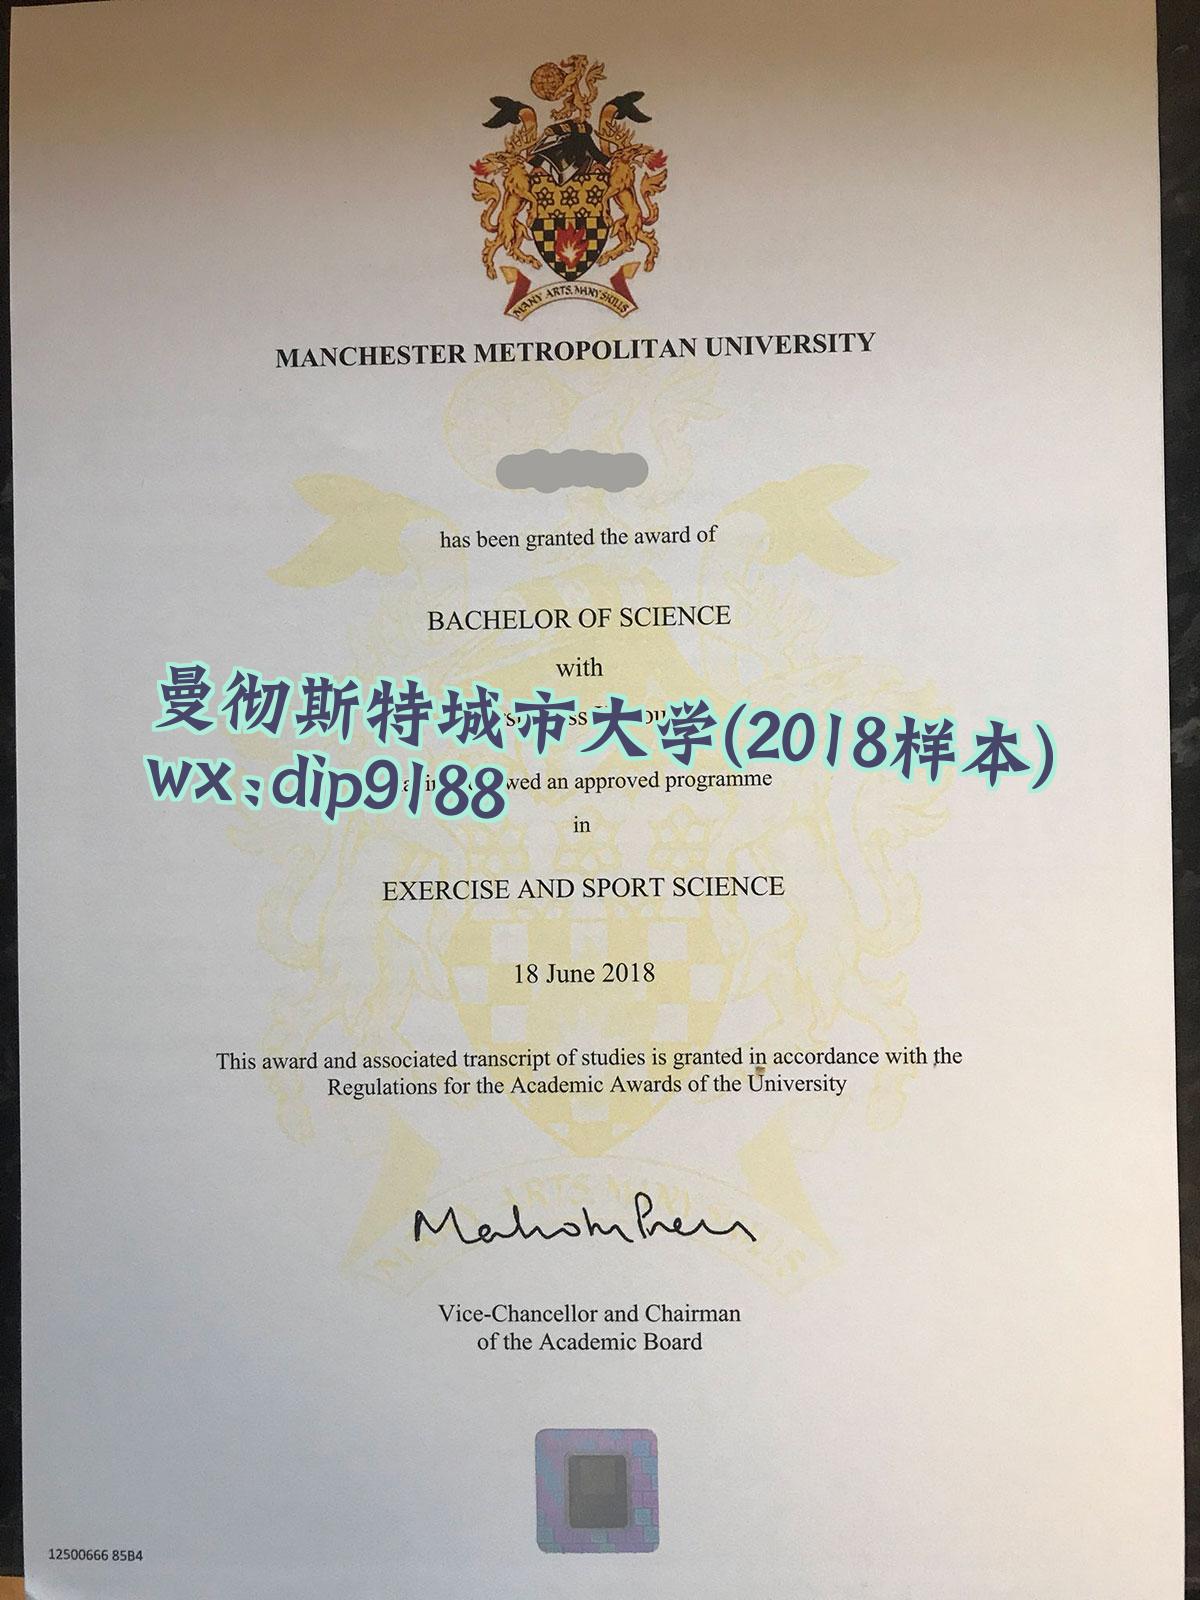 MANY ARTS, MANY SKILLS
MANCHESTER METROPOLITAN UNIVERSITY
has been granted the award of
BACHELOR OF SCIENCE
with
曼彻斯特城市大学(2018样本)
wx:dip9188
an approved programme
in
EXERCISE AND SPORT SCIENCE
18 June 2018
This award and associated transcript of studies is granted in accordance with the
Regulations for the Academic Awards of the University
Vice-Chancellor and Chairman
of the Academic Board
12500666 85B4